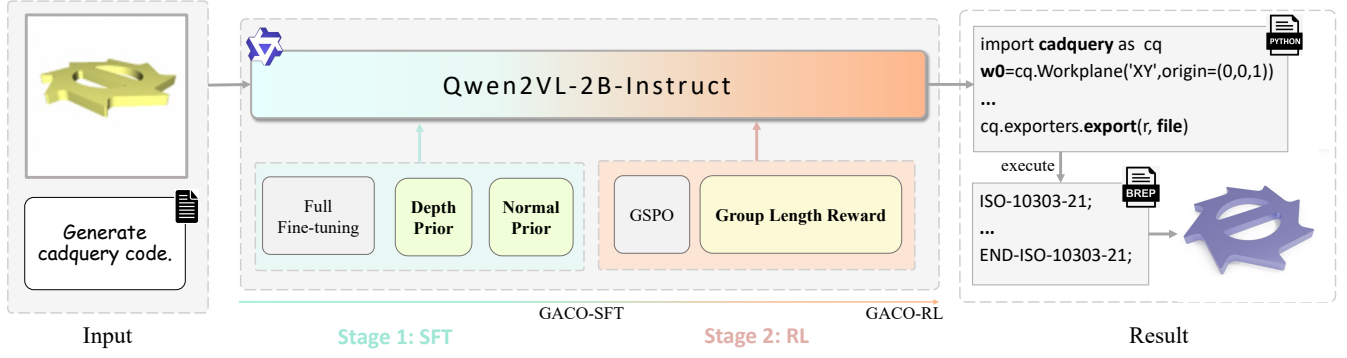 Generate
cadquery code.
Input
Qwen2VL-2B-Instruct
Full
Fine-tuning
Depth
Prior
Normal
Prior
GSPO
Group Length Reward
GACO-SFT
GACO-RL
Stage 1: SFT
Stage 2: RL
PYTHON
import cadquery as cq
w0=cq.Workplane('XY',origin=(0,0,1))
...
cq.exporters.export(r, file)
execute
BREP
ISO-10303-21;
...
END-ISO-10303-21;
Result